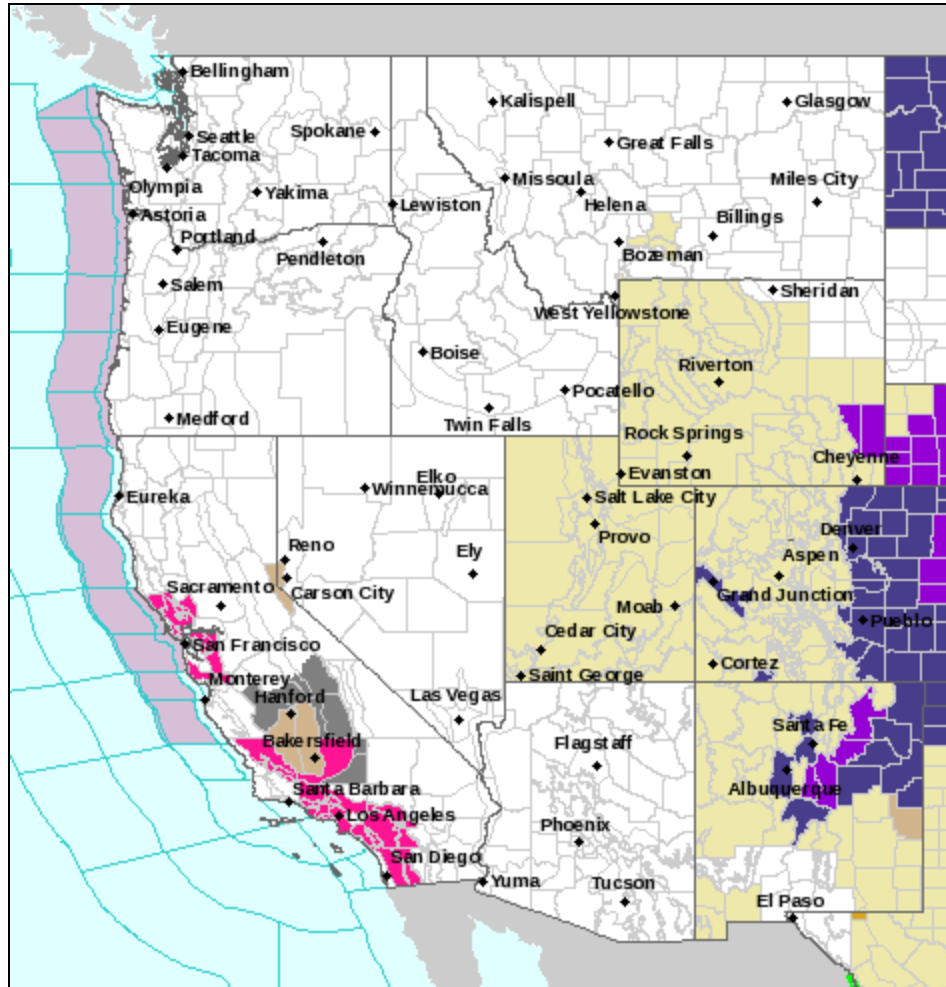 Bellingham
Kalispell
Glasgow
Seattle
Spokane
Great Falls
Tacoma
Olympia
Missoula
Miles City
Yakima
Lewiston
Helena
Astoria
Billings
Portland
Pendleton
Bozeman
Salem
Sheridan
West Yellowstone
Eugene
Boise
Riverton
Pocatello
Medford
Twin Falls
Rock Springs
Cheyenne
Evanston
Elko
Winnemucca
Eureka
Salt Lake City
Provo
Denver
Reno
Ely
Aspen
Sacramento
Carson City
Grand Junction
Moab
Pueblo
Cedar City
San Francisco
Cortez
Monterey
Saint George
Hanford
Las Vegas
Santa Fe
Bakersfield
Flagstaff
Santa Barbara
Albuquerque
Los Angeles
Phoenix
San Diego
Yuma
Tucson
El Paso